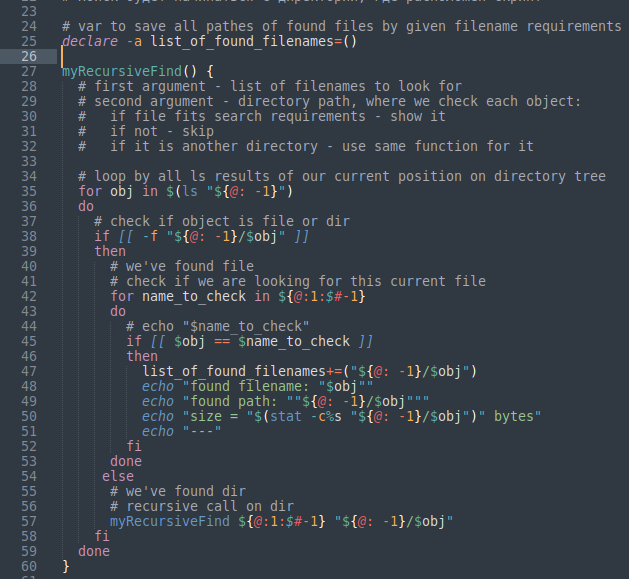 23
24 # var to save all pathes of found files by given filename requirements
25 declare -a list_of_found_filenames=()
26
27 myRecursiveFind() {
28 # first argument - list of filenames to look for
29 # second argument - directory path, where we check each object:
30 #   if file fits search requirements - show it
31 #   if not - skip
32 #   if it is another directory - use same function for it
33
34 # loop by all ls results of our current position on directory tree
35 for obj in $(ls "${@: -1}")
36 do
37 # check if object is file or dir
38 if [[ -f "${@: -1}/$obj" ]]
39 then
40 # we've found file
41 # check if we are looking for this current file
42 for name_to_check in ${@:1:$#-1}
43 do
44 # echo "$name_to_check"
45 if [[ $obj == $name_to_check ]]
46 then
47 list_of_found_filenames+=("${@: -1}/$obj")
48 echo "found filename: "$obj""
49 echo "found path: ""${@: -1}/$obj"""
50 echo "size = "$(stat -c%s "${@: -1}/$obj")" bytes"
51 echo "---"
52 fi
53 done
54 else
55 # we've found dir
56 # recursive call on dir
57 myRecursiveFind ${@:1:$#-1} "${@: -1}/$obj"
58 fi
59 done
60 }